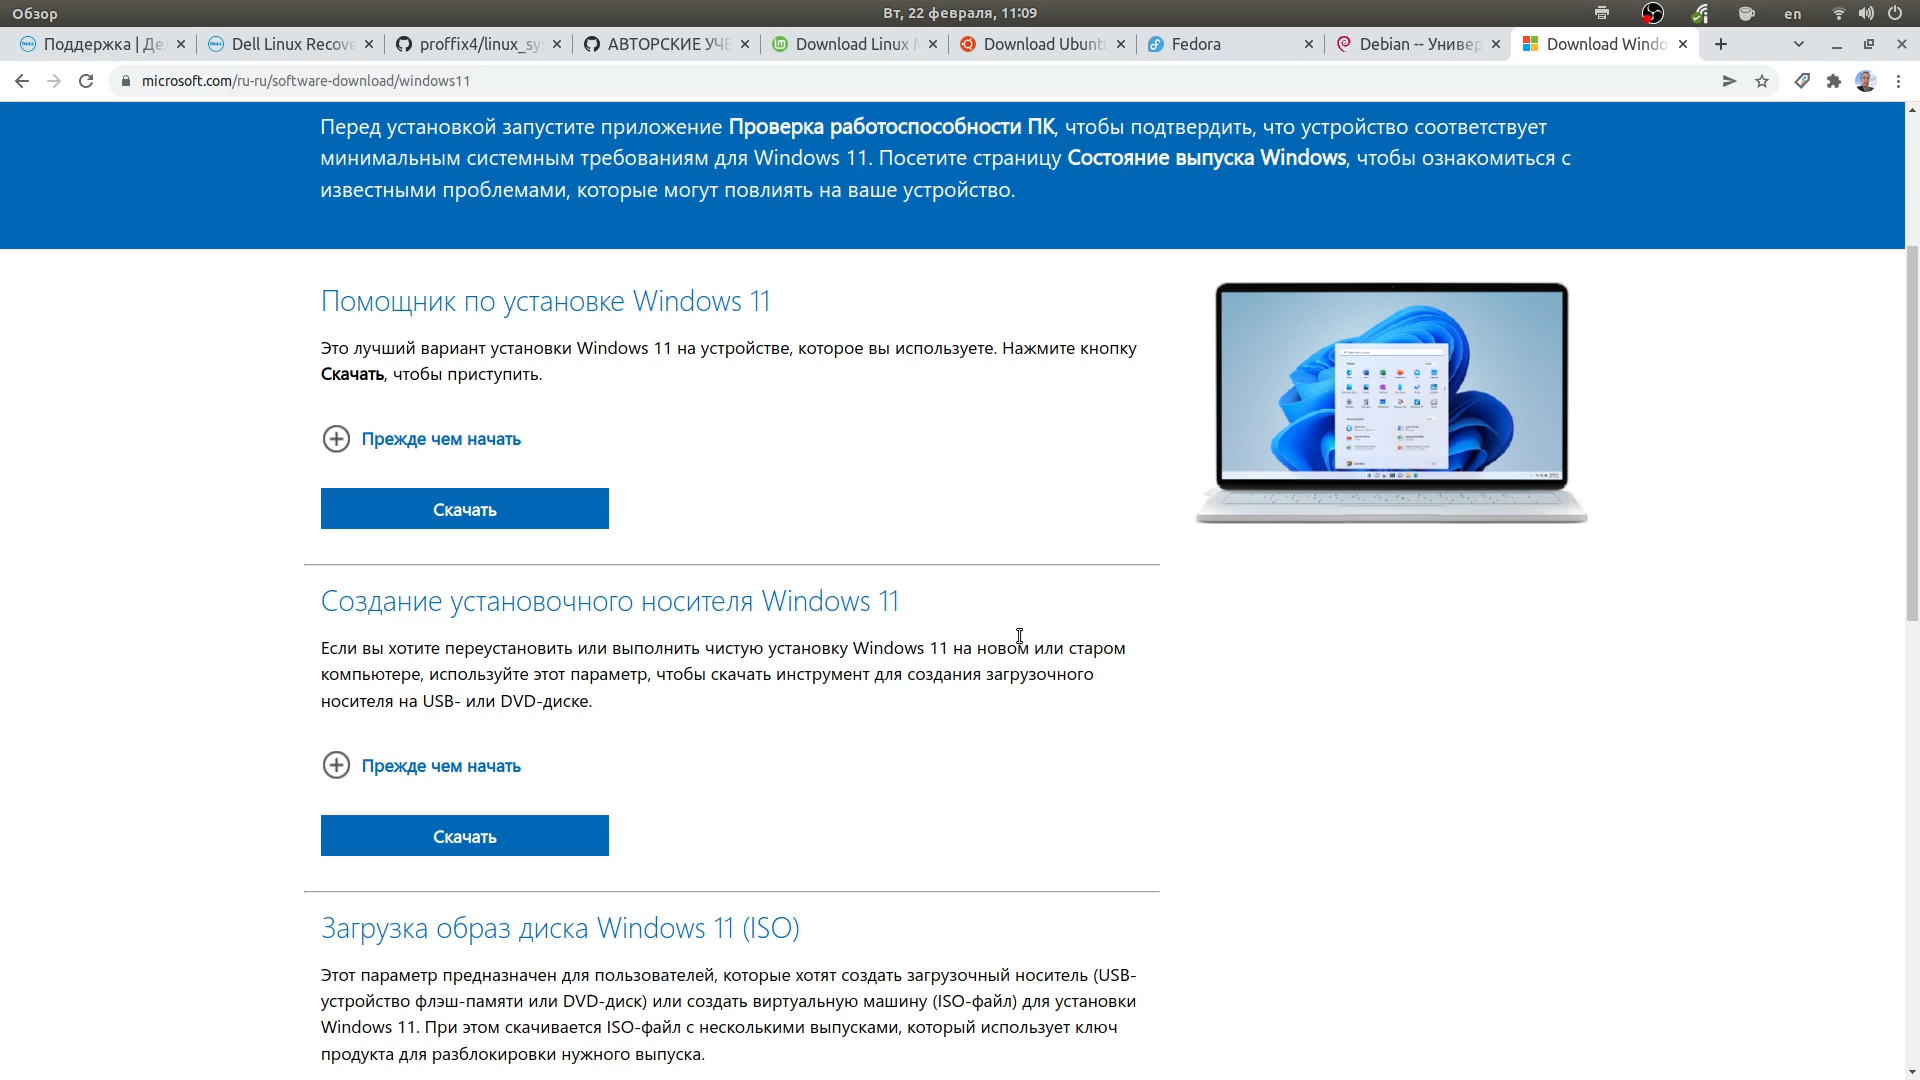 Обзор
Вт, 22 февраля, 11:09
en
Поддержка | Де
Dell Linux Recove
proffix4/linux_sy
АВТОРСКИЕ УЧЕ
Download Linux M
Download Ubunt
Fedora
Debian -- Универ
Download Windo
microsoft.com/ru-ru/software-download/windows11
Перед установкой запустите приложение Проверка работоспособности ПК, чтобы подтвердить, что устройство соответствует
минимальным системным требованиям для Windows 11. Посетите страницу Состояние выпуска Windows, чтобы ознакомиться с
известными проблемами, которые могут повлиять на ваше устройство.
Помощник по установке Windows 11
Это лучший вариант установки Windows 11 на устройстве, которое вы используете. Нажмите кнопку
Скачать, чтобы приступить.
Прежде чем начать
Скачать
Создание установочного носителя Windows 11
Если вы хотите переустановить или выполнить чистую установку Windows 11 на новом или старом
компьютере, используйте этот параметр, чтобы скачать инструмент для создания загрузочного
носителя на USB- или DVD-диске.
Прежде чем начать
Скачать
Загрузка образ диска Windows 11 (ISO)
Этот параметр предназначен для пользователей, которые хотят создать загрузочный носитель (USB-
устройство флэш-памяти или DVD-диск) или создать виртуальную машину (ISO-файл) для установки
Windows 11. При этом скачивается ISO-файл с несколькими выпусками, который использует ключ
продукта для разблокировки нужного выпуска.